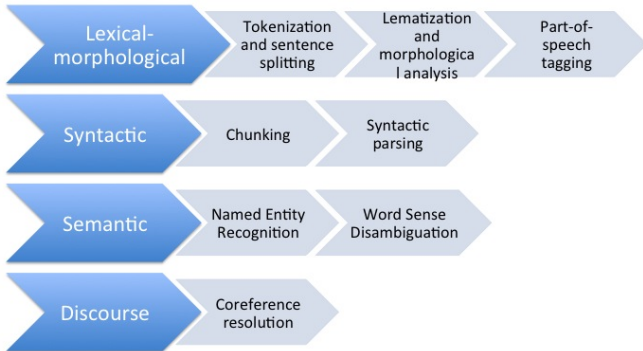 Lexical-
morphological
Tokenization
and sentence
splitting
Lematization
and
morphologica
l analysis
Part-of-
speech
tagging
Syntactic
Chunking
Syntactic
parsing
Semantic
Named Entity
Recognition
Word Sense
Disambiguation
Discourse
Coreference
resolution